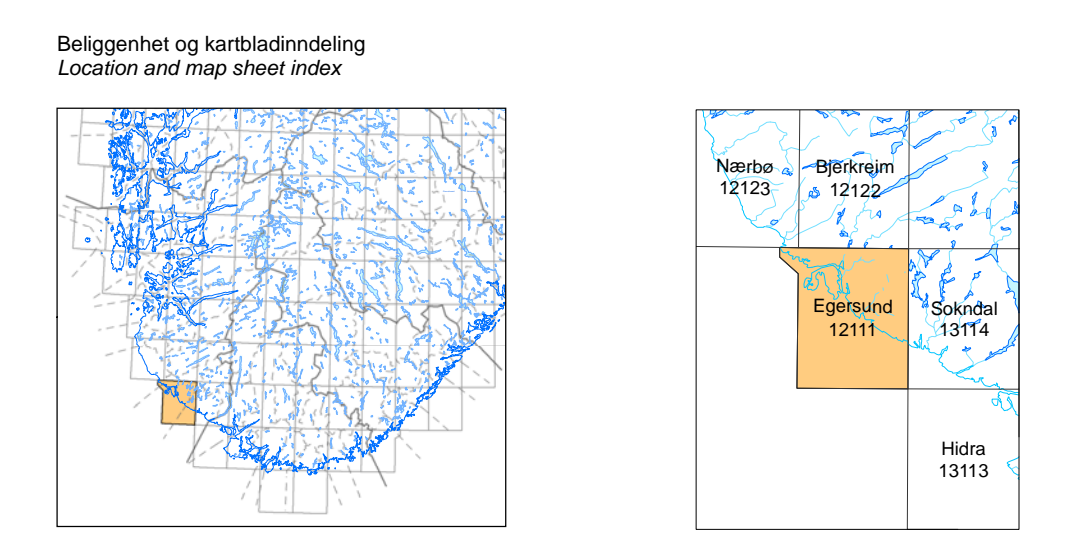 Beliggenhet og kartbladinndeling
Location and map sheet index
Nærbø
12123
Bjerkreim
12122
Egersund
12111
Sokndal
13114
Hidra
13113